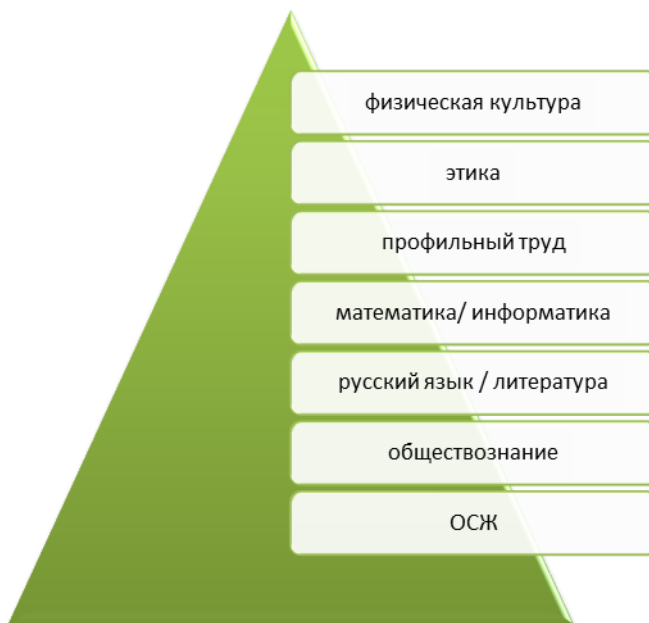 физическая культура
этика
профильный труд
математика/ информатика
русский язык / литература
обществознание
ОСЖ